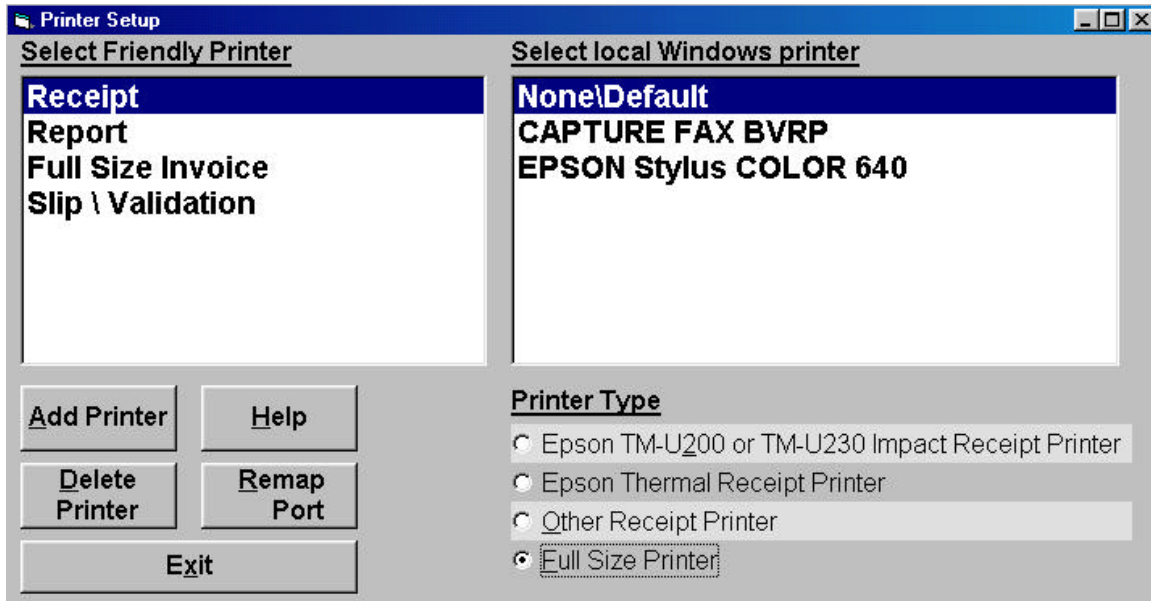 Printer Setup
Select Friendly Printer
Receipt
Report
Full Size Invoice
Slip \ Validation
Select local Windows printer
None\Default
CAPTURE FAX BVRP
EPSON Stylus COLOR 640
Add Printer
Help
Delete
Printer
Remap
Port
Exit
Printer Type
Epson TM-U200 or TM-U230 Impact Receipt Printer
Epson Thermal Receipt Printer
Other Receipt Printer
Full Size Printer